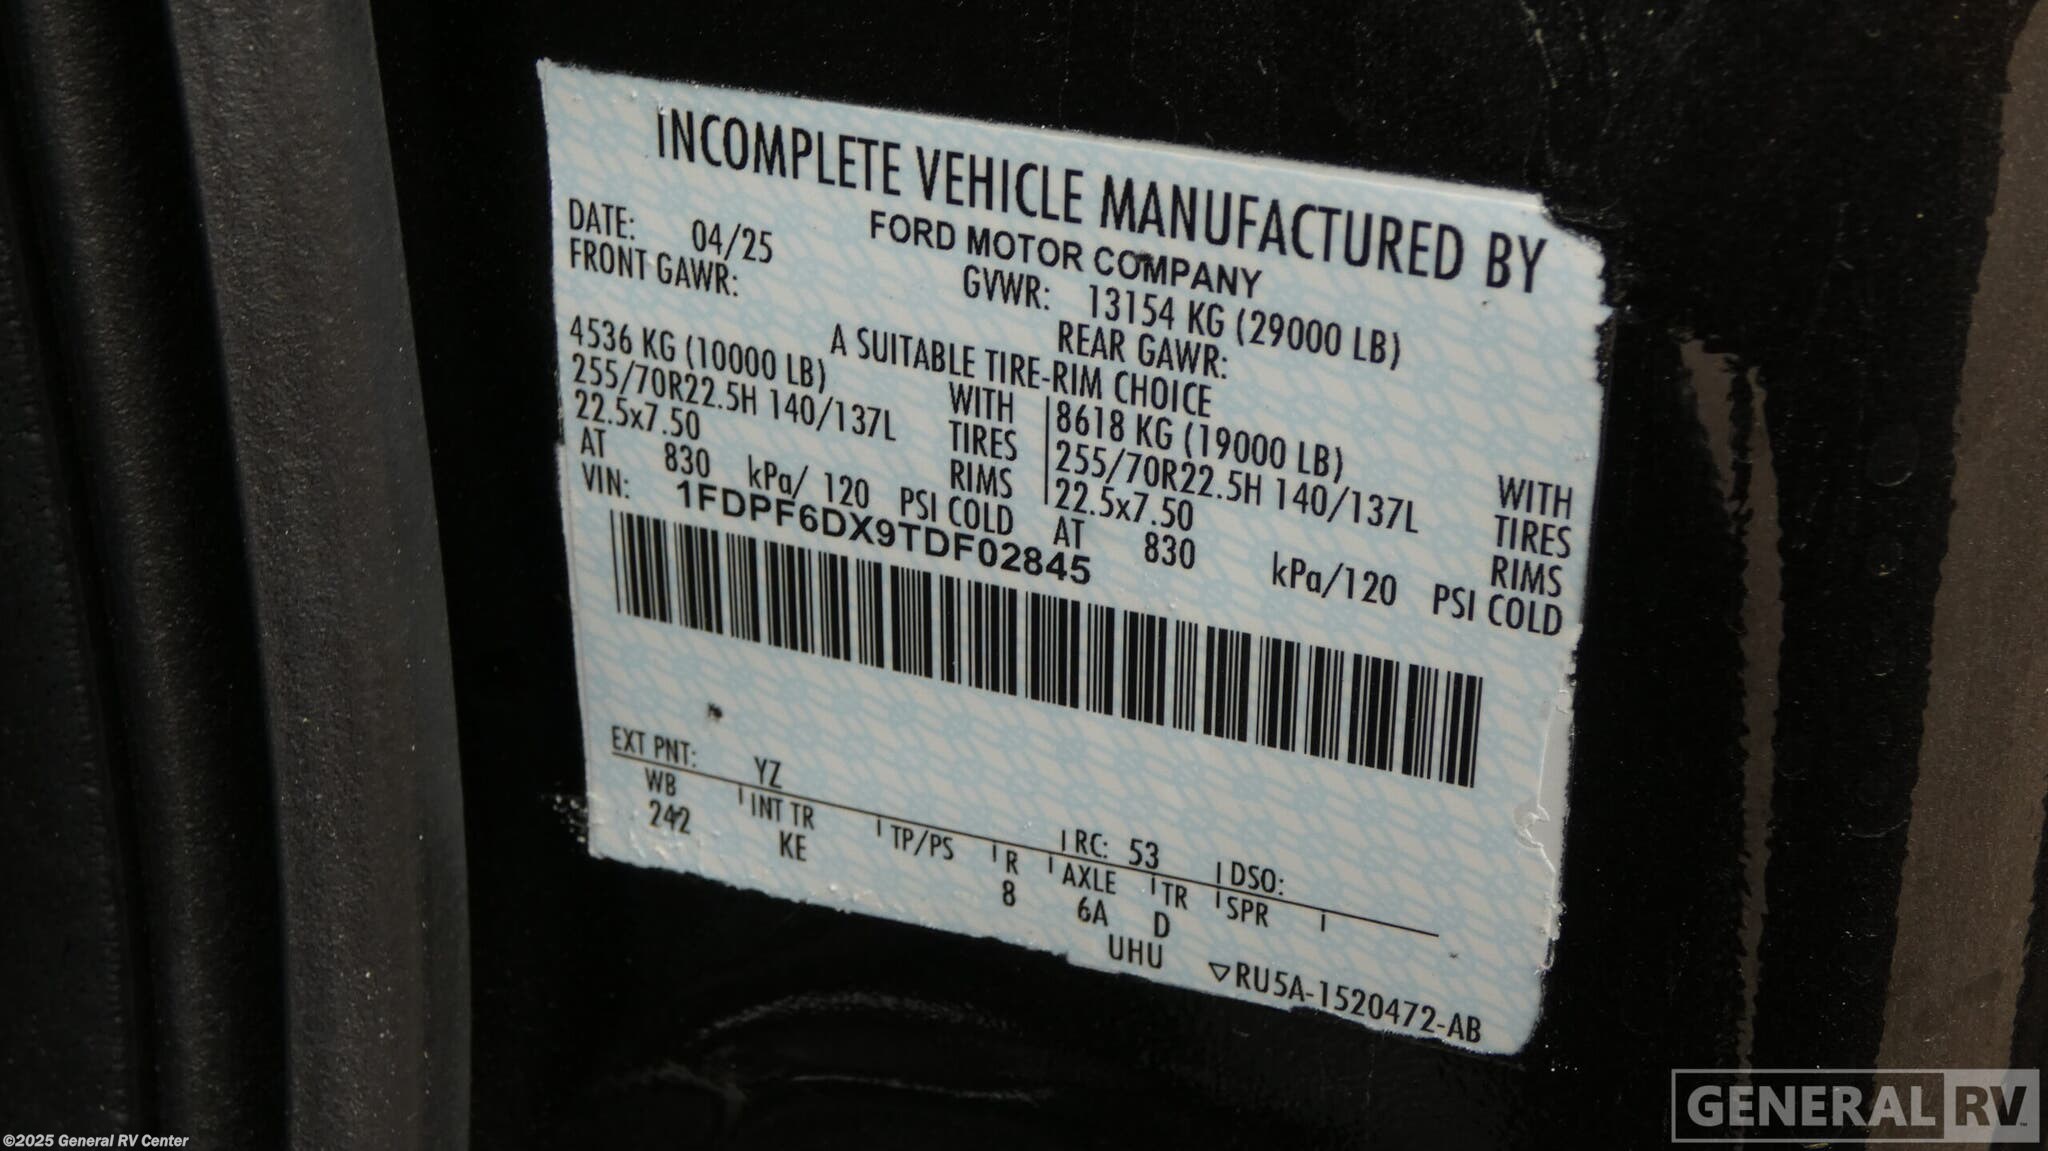 INCOMPLETE VEHICLE MANUFACTURED BY
FORD MOTOR COMPANY
DATE: 04/25 GVWR: 13154 KG (29000 LB)
FRONT GAWR: REAR GAWR:
A SUITABLE TIRE-RIM CHOICE
4536 KG (10000 LB) WITH 8618 KG (19000 LB) WITH
255/70R22.5H 140/137L TIRES 255/70R22.5H 140/137L TIRES
22.5x7.50 RIMS 22.5x7.50 RIMS
AT 830 kPa/ 120 PSI COLD AT 830 kPa/120 PSI COLD
VIN: 1FDPF6DX9TDF02845
EXT PNT: YZ RC: 53 DSO:
WB INT TR TP/PS R AXLE TR SPR
242 KE 8 6A D
UHU ▽RU5A-1520472-AB
GENERAL RV
©2025 General RV Center